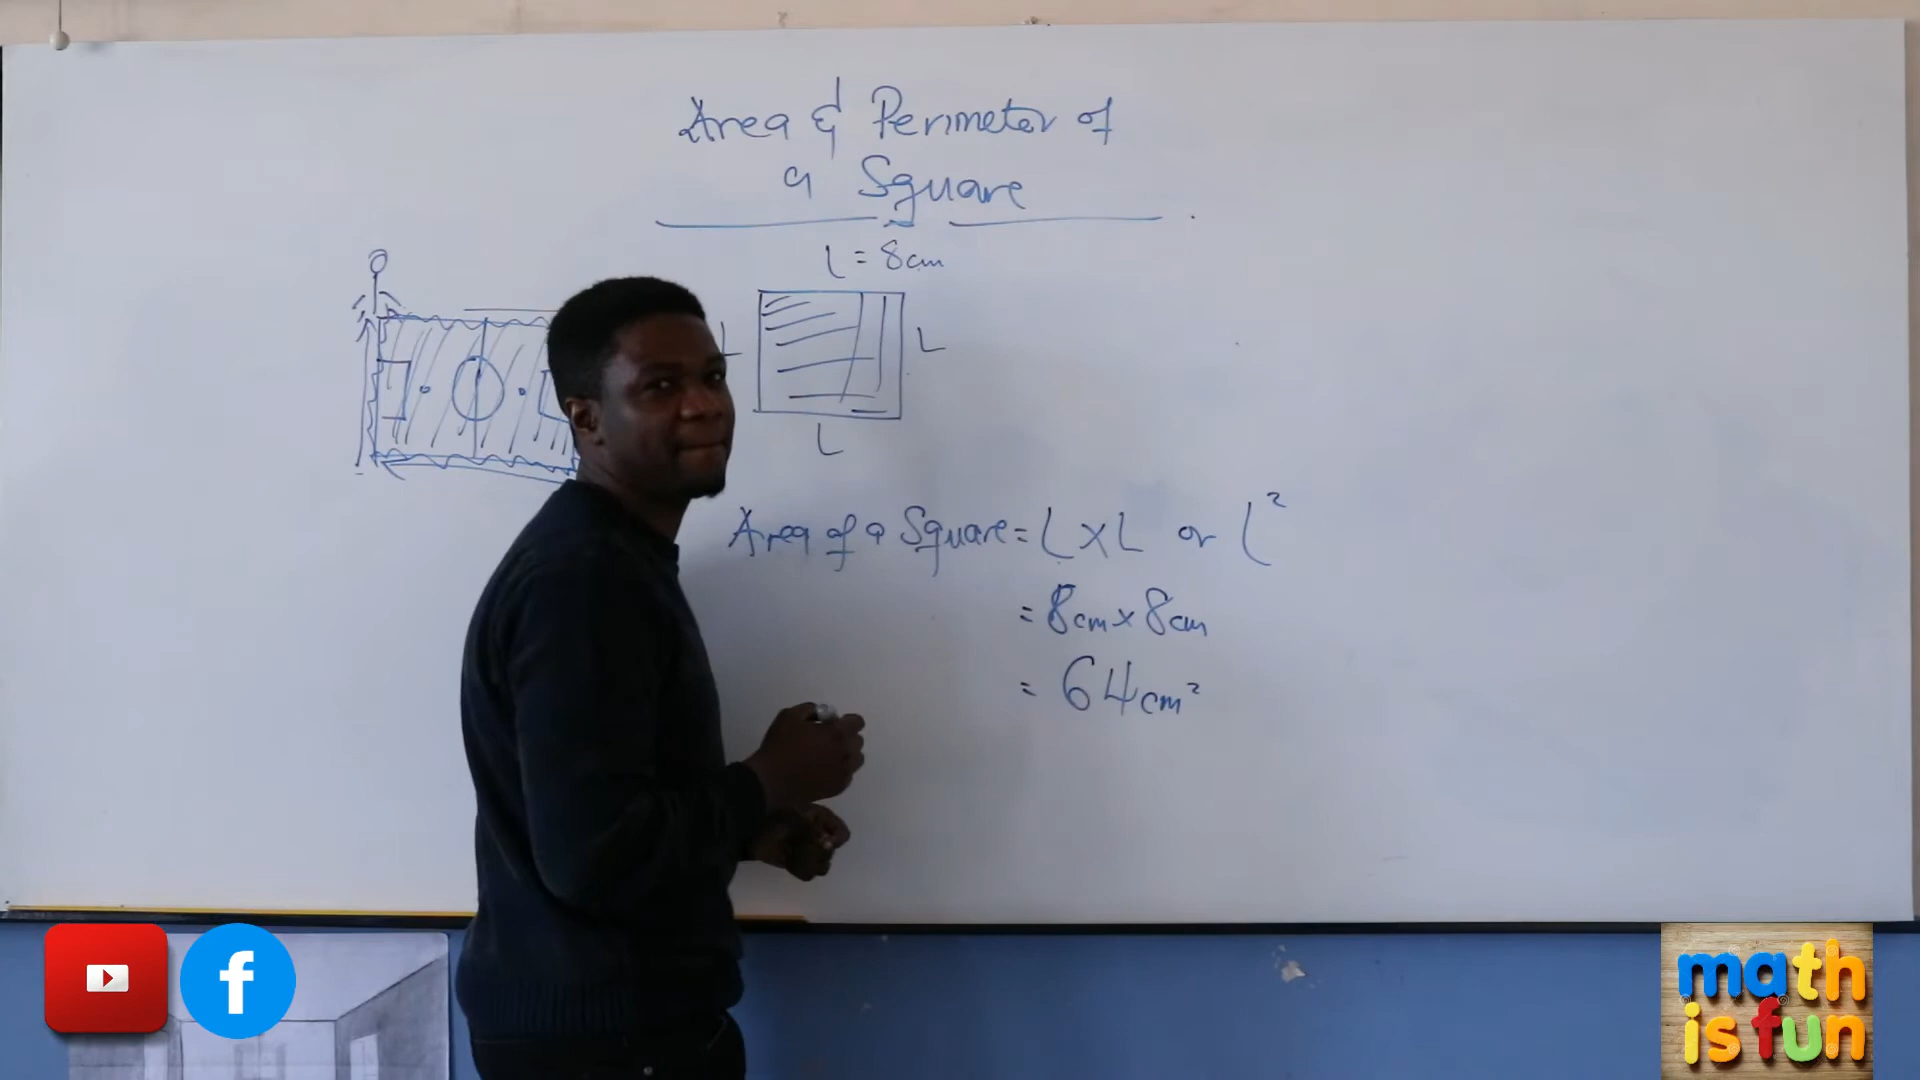 Area & Perimeter of
a Square
L = 8cm
L
L
L
Area of a Square = L x L or L²
= 8cm x 8cm
= 64cm²
f
math
is fun